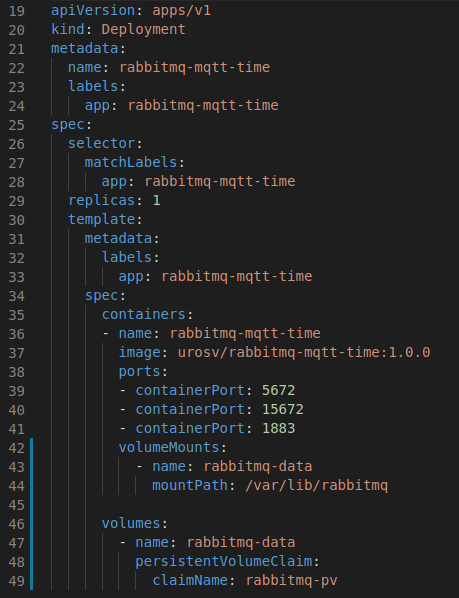 19 apiVersion: apps/v1
20 kind: Deployment
21 metadata:
22   name: rabbitmq-mqtt-time
23   labels:
24     app: rabbitmq-mqtt-time
25 spec:
26   selector:
27     matchLabels:
28       app: rabbitmq-mqtt-time
29   replicas: 1
30   template:
31     metadata:
32       labels:
33         app: rabbitmq-mqtt-time
34     spec:
35       containers:
36       - name: rabbitmq-mqtt-time
37         image: urosv/rabbitmq-mqtt-time:1.0.0
38         ports:
39         - containerPort: 5672
40         - containerPort: 15672
41         - containerPort: 1883
42         volumeMounts:
43           - name: rabbitmq-data
44             mountPath: /var/lib/rabbitmq
45
46       volumes:
47         - name: rabbitmq-data
48           persistentVolumeClaim:
49             claimName: rabbitmq-pv